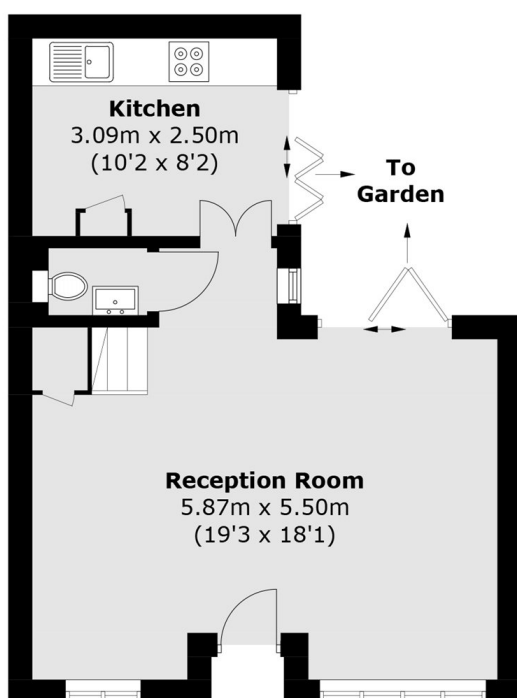 Kitchen
3.09m x 2.50m
(10'2 x 8'2)
To
Garden
Reception Room
5.87m x 5.50m
(19'3 x 18'1)